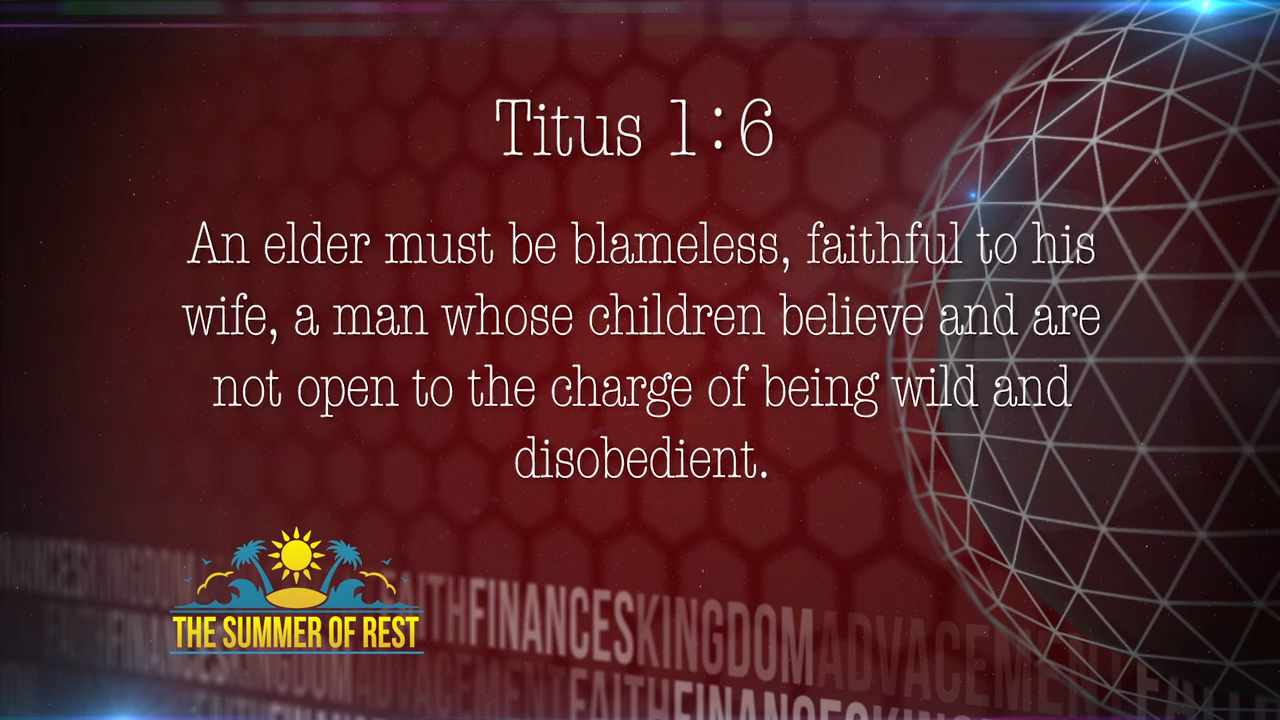 Titus 1:6
An elder must be blameless, faithful to his
wife, a man whose children believe and are
not open to the charge of being wild and
disobedient.
THE SUMMER OF REST
FAITHFINANCESKINGDOMADVACEMENT
FINANCESKINGDOMADVACEMENTFAITHFINANCESKING